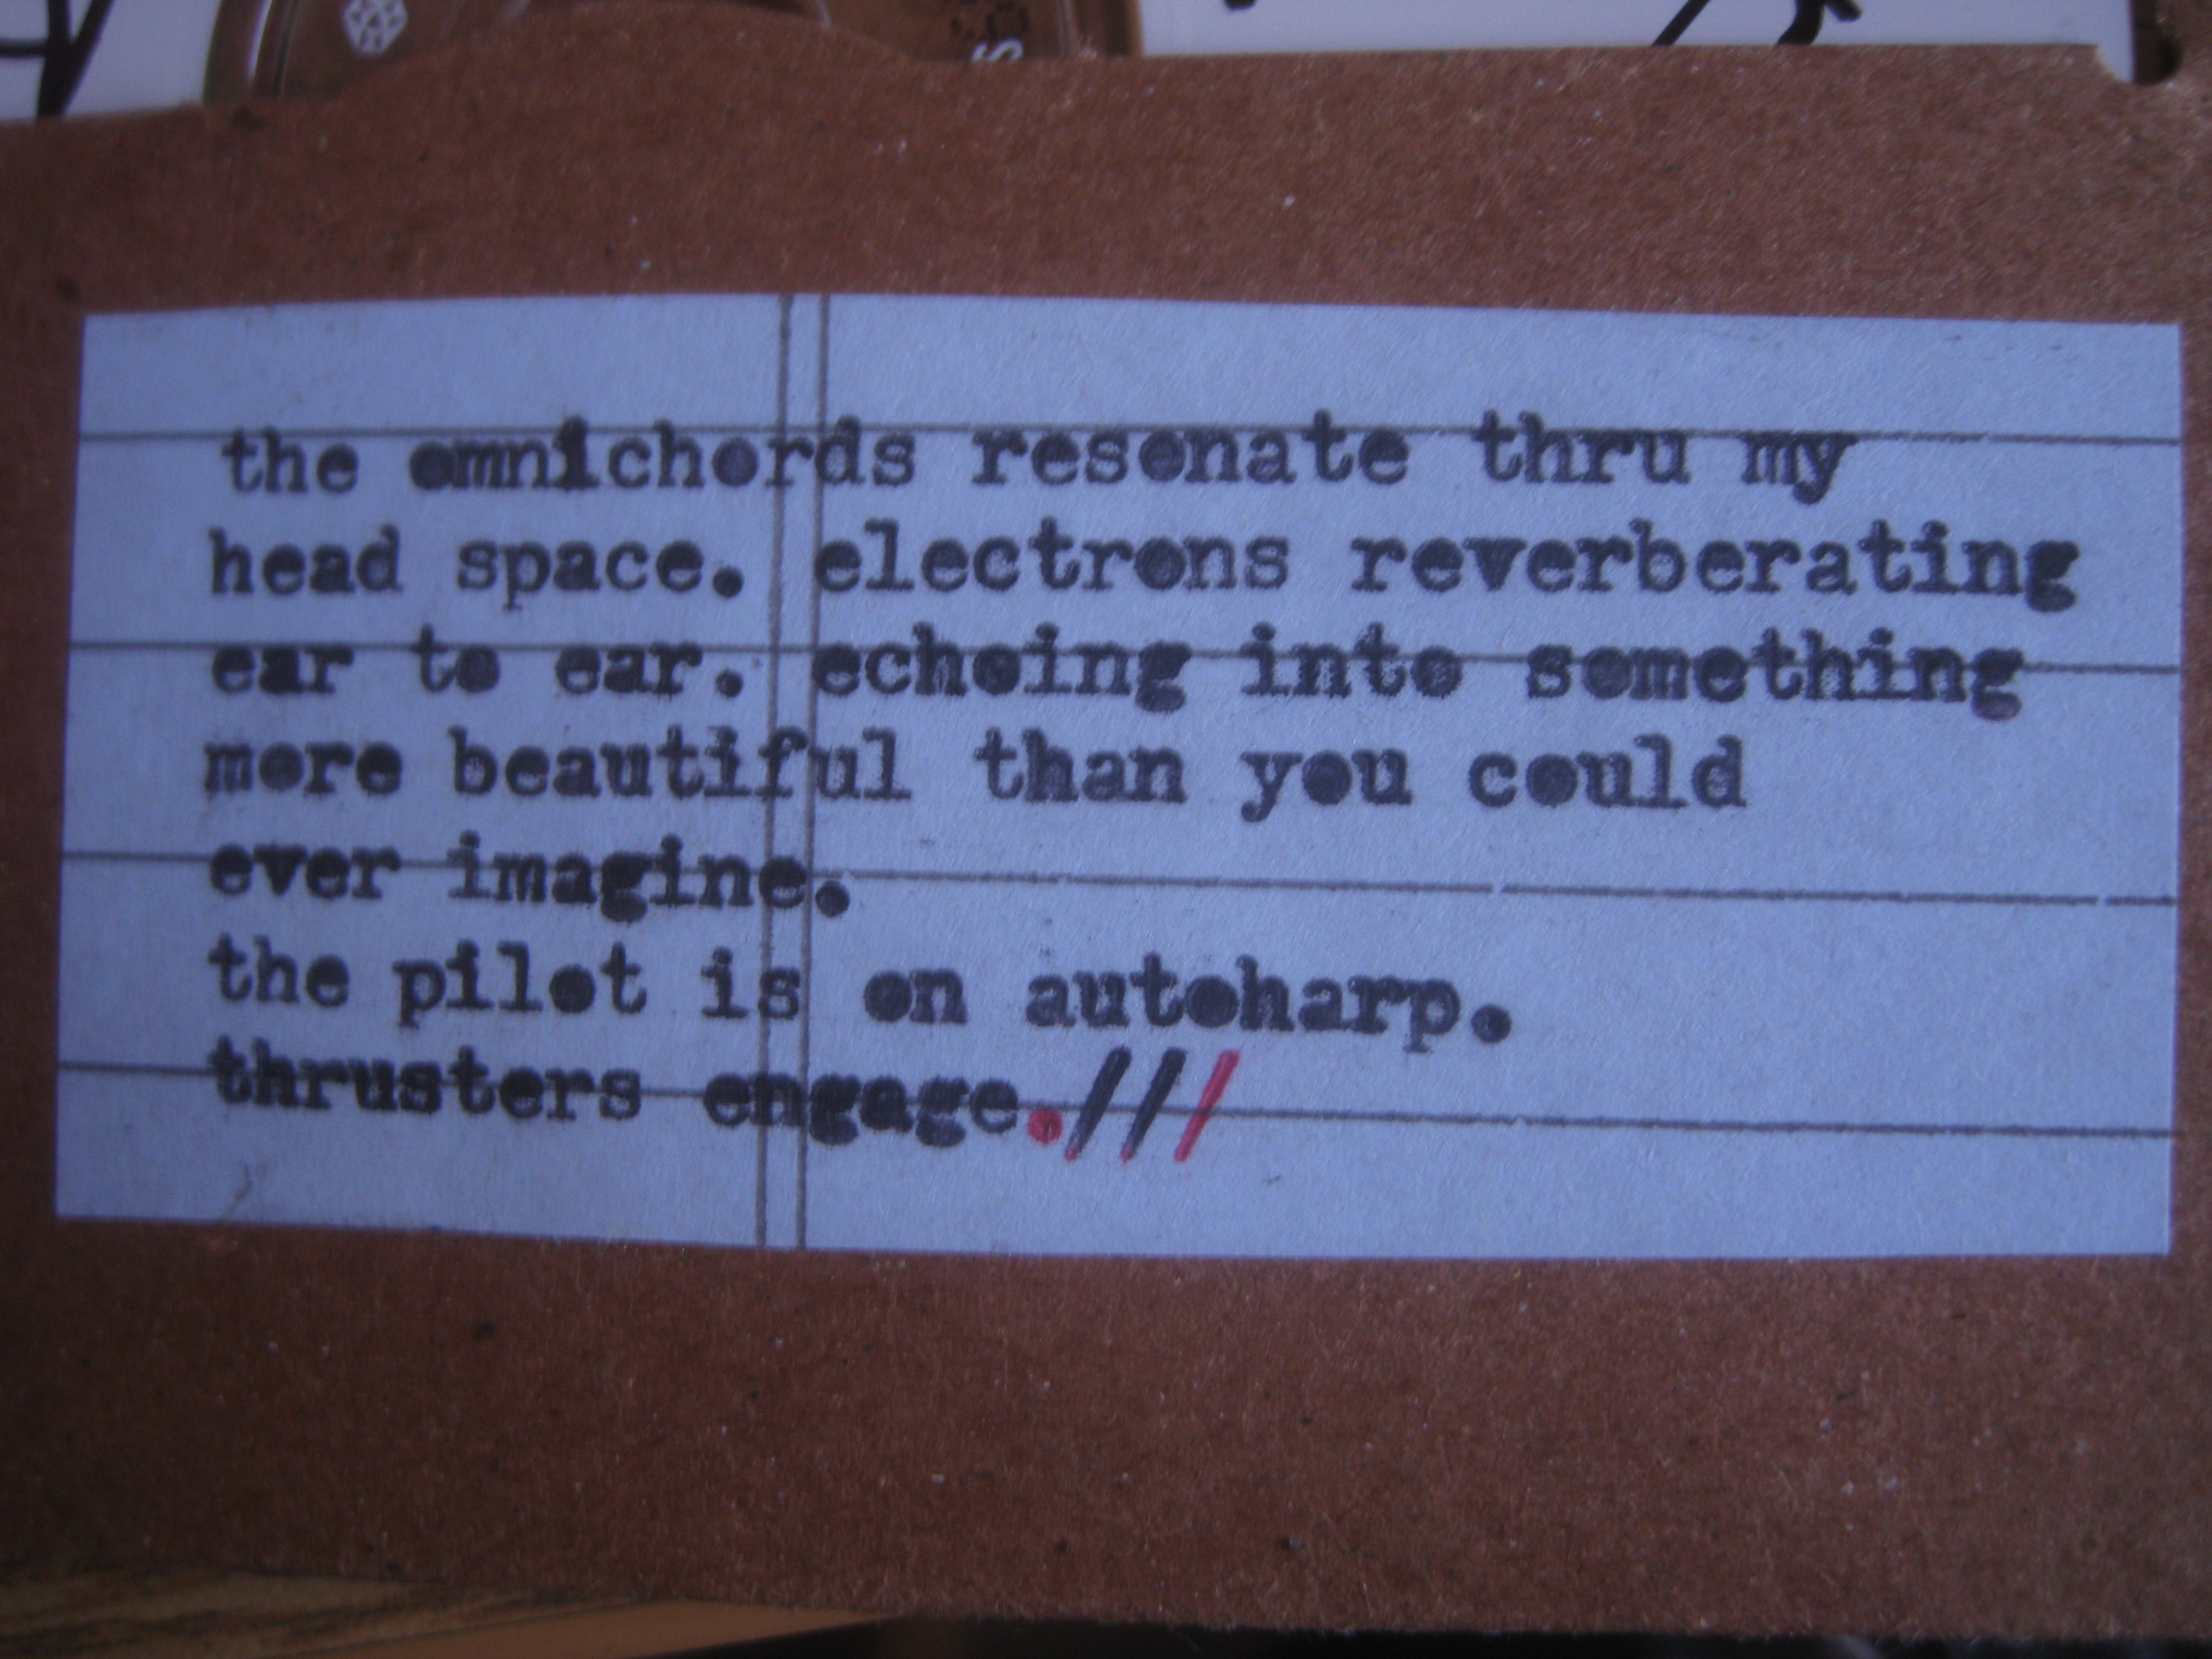 the omnichords resonate thru my
head space. electrons reverberating
ear to ear. echoing into something
more beautiful than you could
ever imagine.
the pilot is on autoharp.
thrusters engage.///